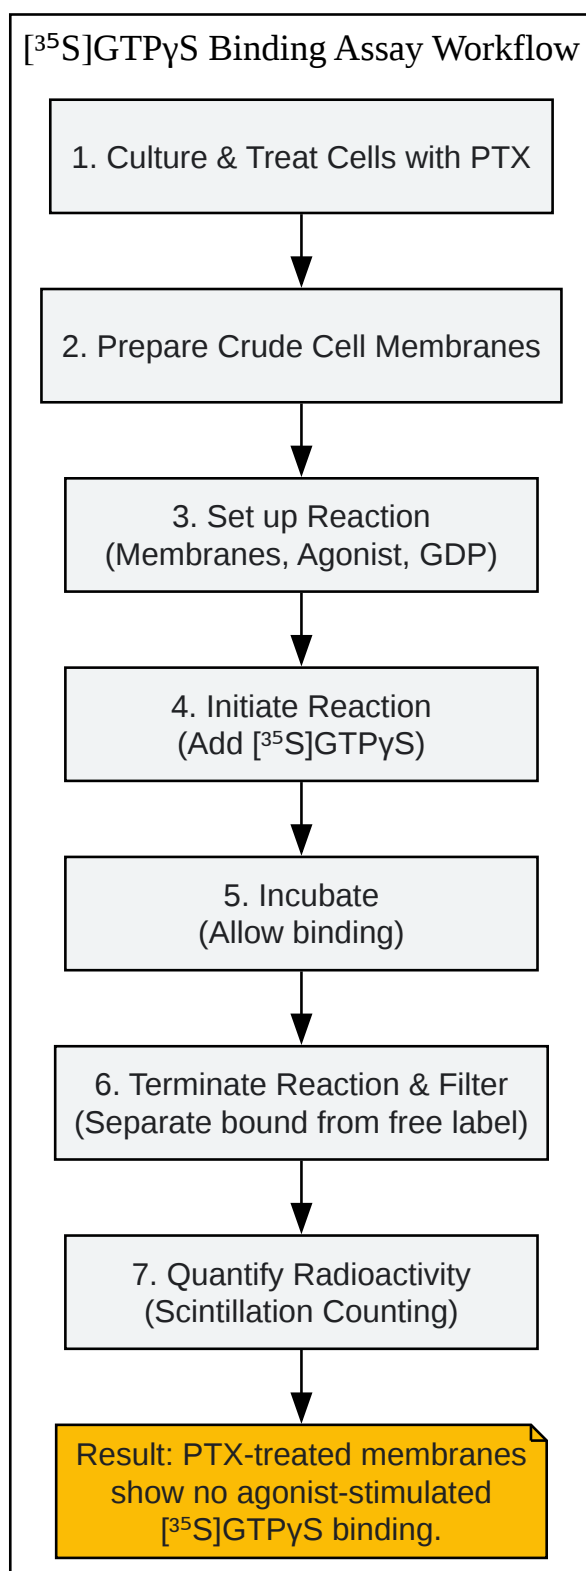 [³⁵S]GTPγS Binding Assay Workflow
1. Culture & Treat Cells with PTX
2. Prepare Crude Cell Membranes
3. Set up Reaction
(Membranes, Agonist, GDP)
4. Initiate Reaction
(Add [³⁵S]GTPγS)
5. Incubate
(Allow binding)
6. Terminate Reaction & Filter
(Separate bound from free label)
7. Quantify Radioactivity
(Scintillation Counting)
Result: PTX-treated membranes
show no agonist-stimulated
[³⁵S]GTPγS binding.